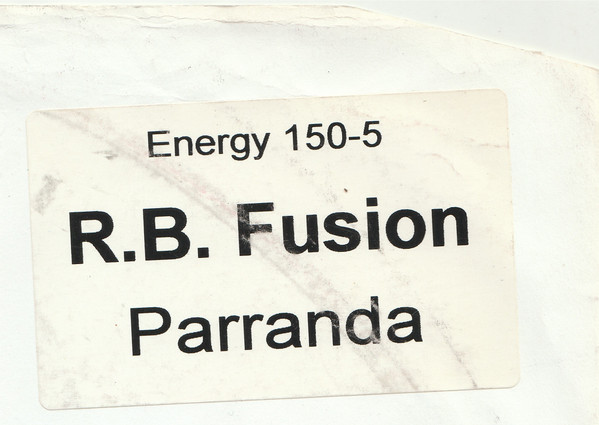 Energy 150-5
R.B. Fusion
Parranda